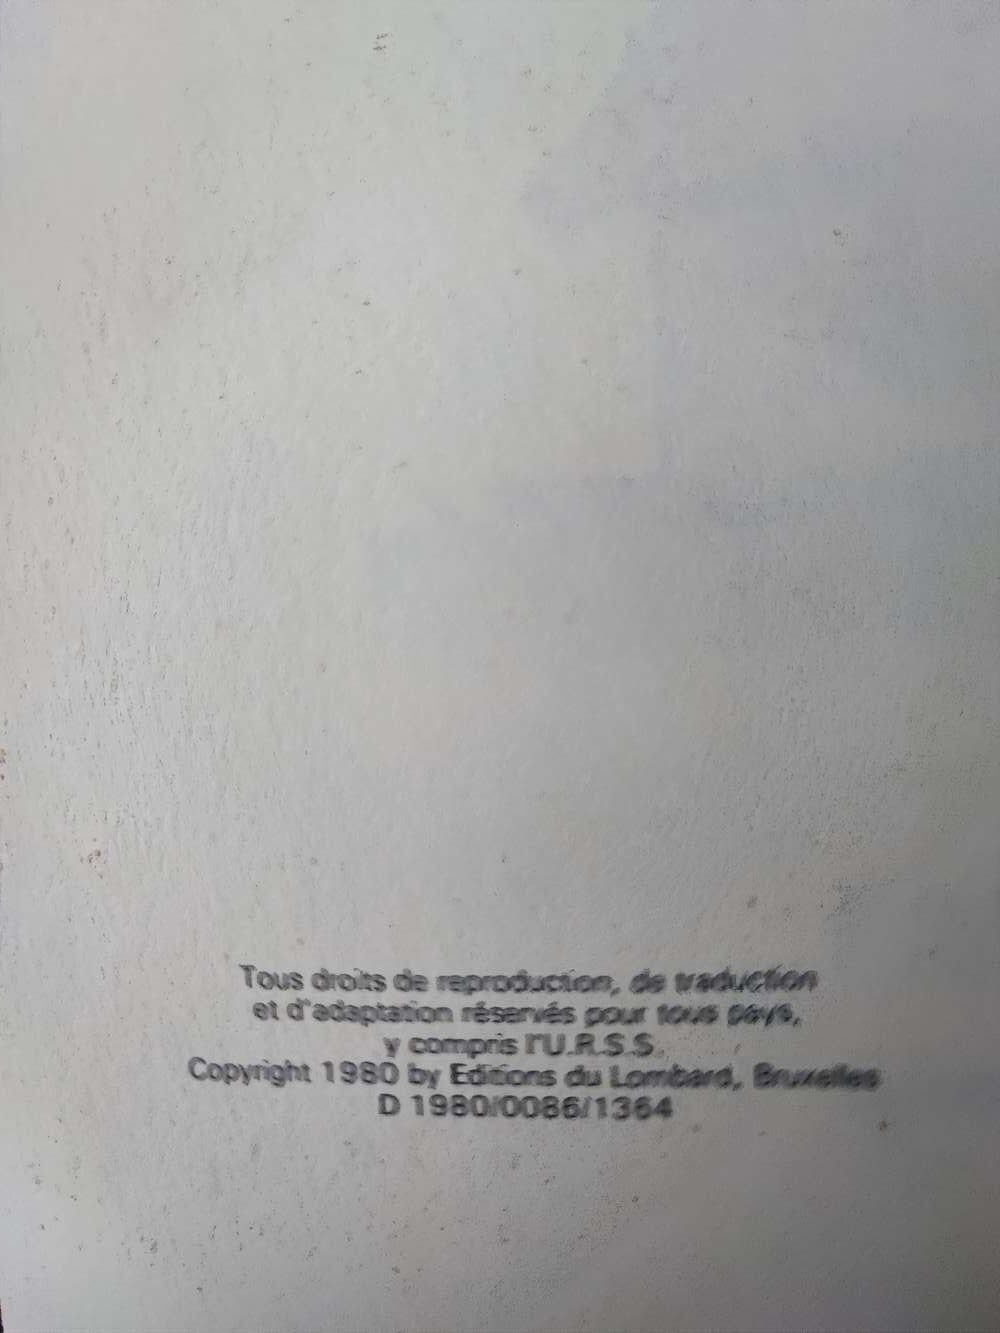 Tous droits de reproduction, de traduction
et d'adaptation réservés pour tous pays,
y compris l'U.R.S.S.
Copyright 1980 by Editions du Lombard, Bruxelles
D 1980/0086/1364